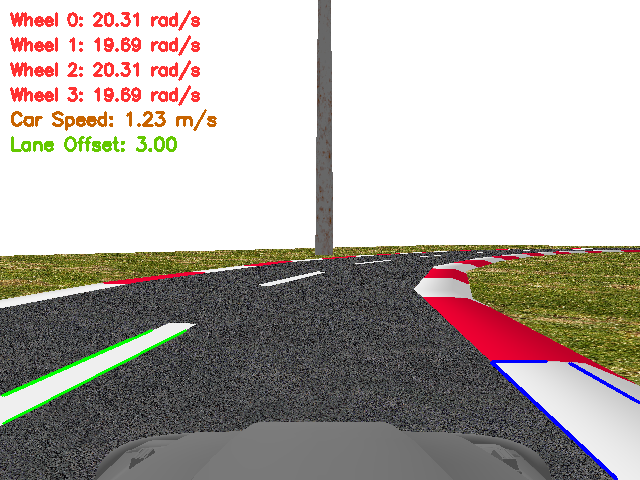 Wheel 0: 20.31 rad/s
Wheel 1: 19.69 rad/s
Wheel 2: 20.31 rad/s
Wheel 3: 19.69 rad/s
Car Speed: 1.23 m/s
Lane Offset: 3.00